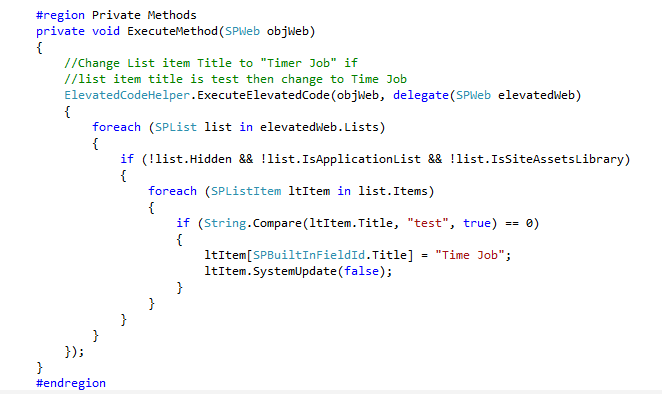 #region Private Methods
private void ExecuteMethod(SPWeb objWeb)
{
    //Change List item Title to "Timer Job" if
    //list item title is test then change to Time Job
    ElevatedCodeHelper.ExecuteElevatedCode(objWeb, delegate(SPWeb elevatedWeb)
    {
        foreach (SPList list in elevatedWeb.Lists)
        {
            if (!list.Hidden && !list.IsApplicationList && !list.IsSiteAssetsLibrary)
            {
                foreach (SPListItem ltItem in list.Items)
                {
                    if (String.Compare(ltItem.Title, "test", true) == 0)
                    {
                        ltItem[SPBuiltInFieldId.Title] = "Time Job";
                        ltItem.SystemUpdate(false);
                    }
                }
            }
        }
    });
}
#endregion